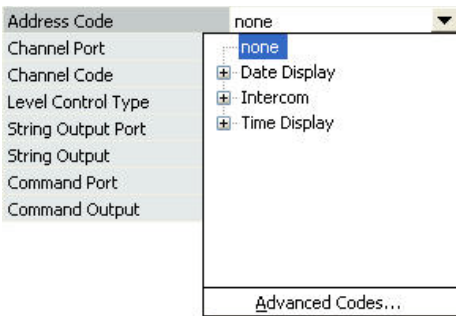 Address Code none
Channel Port none
Channel Code Date Display
Level Control Type Intercom
String Output Port Time Display
String Output
Command Port
Command Output
Advanced Codes...